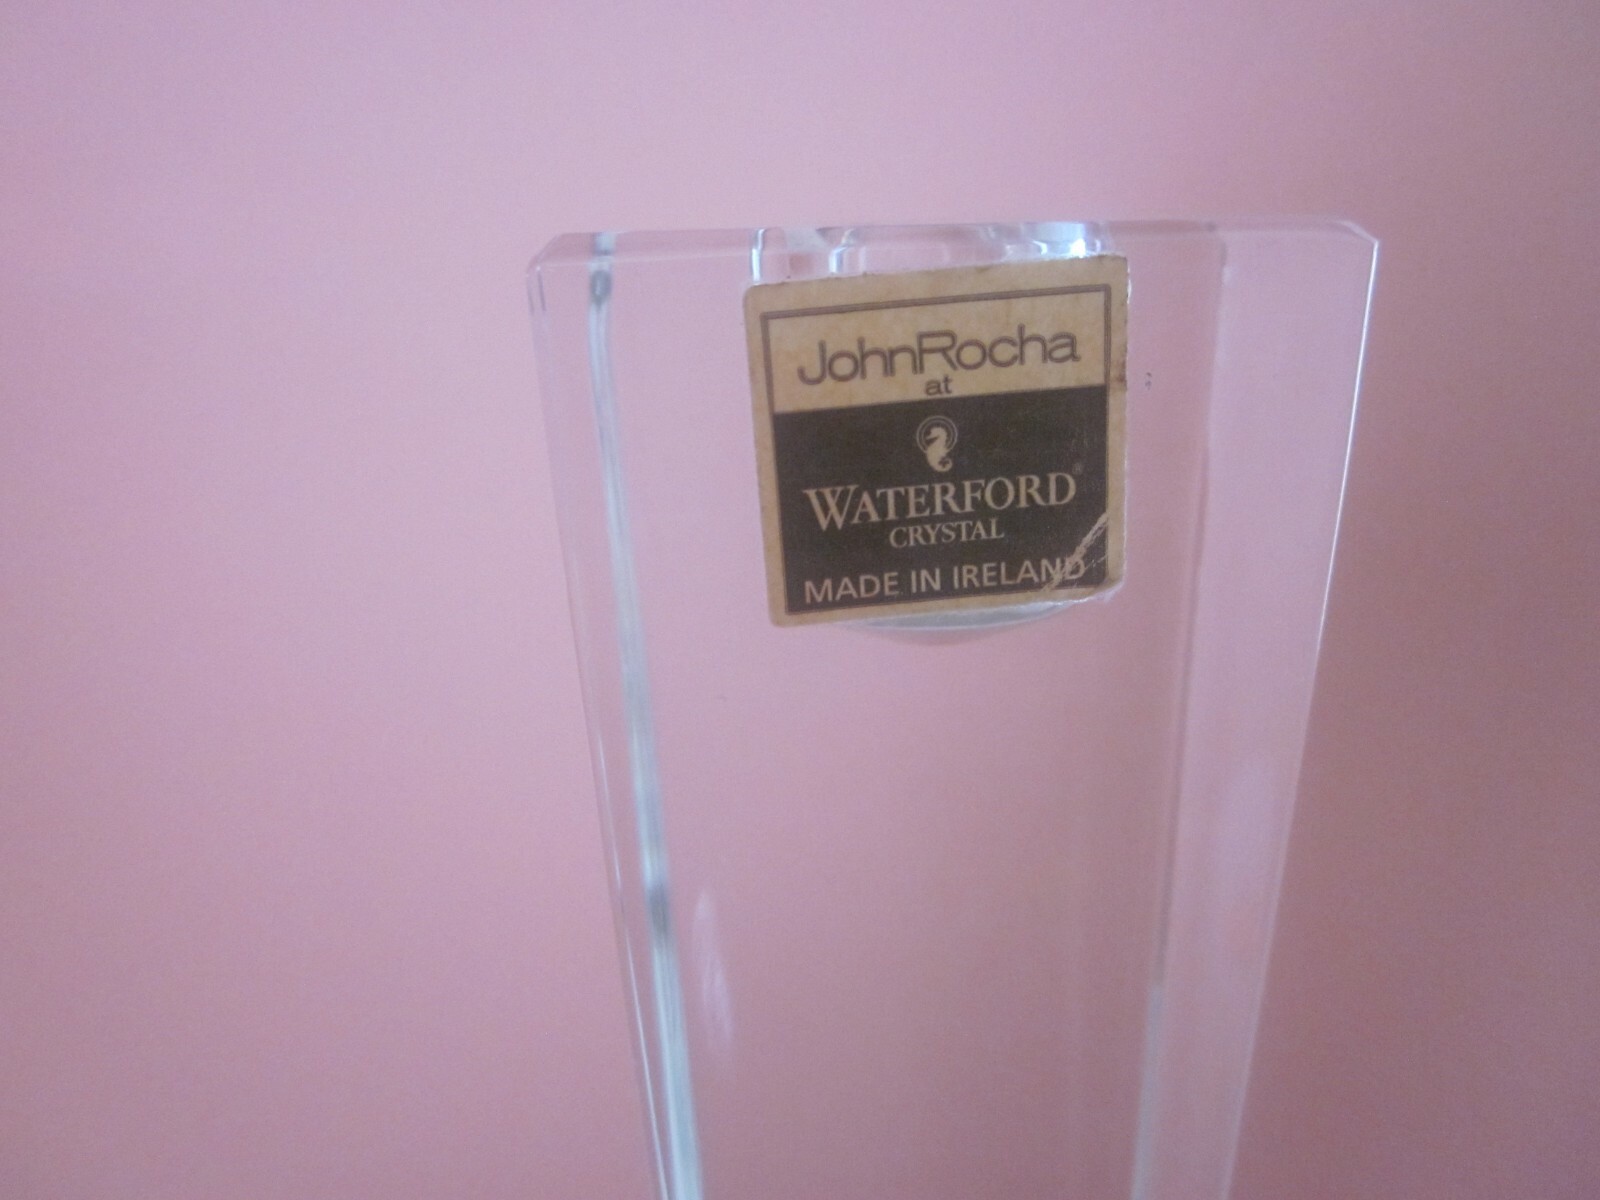 JohnRocha
at
WATERFORD®
CRYSTAL
MADE IN IRELAND